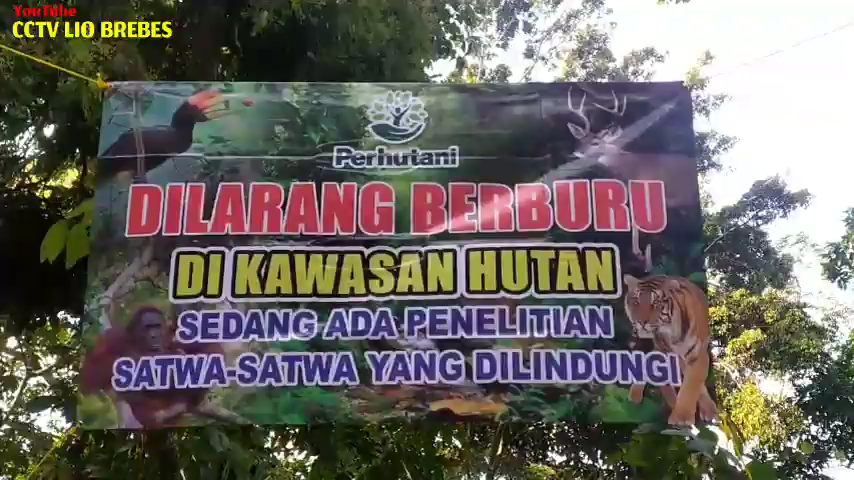 YouTube
CCTV LIO BREBES
Perhutani
DILARANG BERBURU
DI KAWASAN HUTAN
SEDANG ADA PENELITIAN
SATWA-SATWA YANG DILINDUNGI